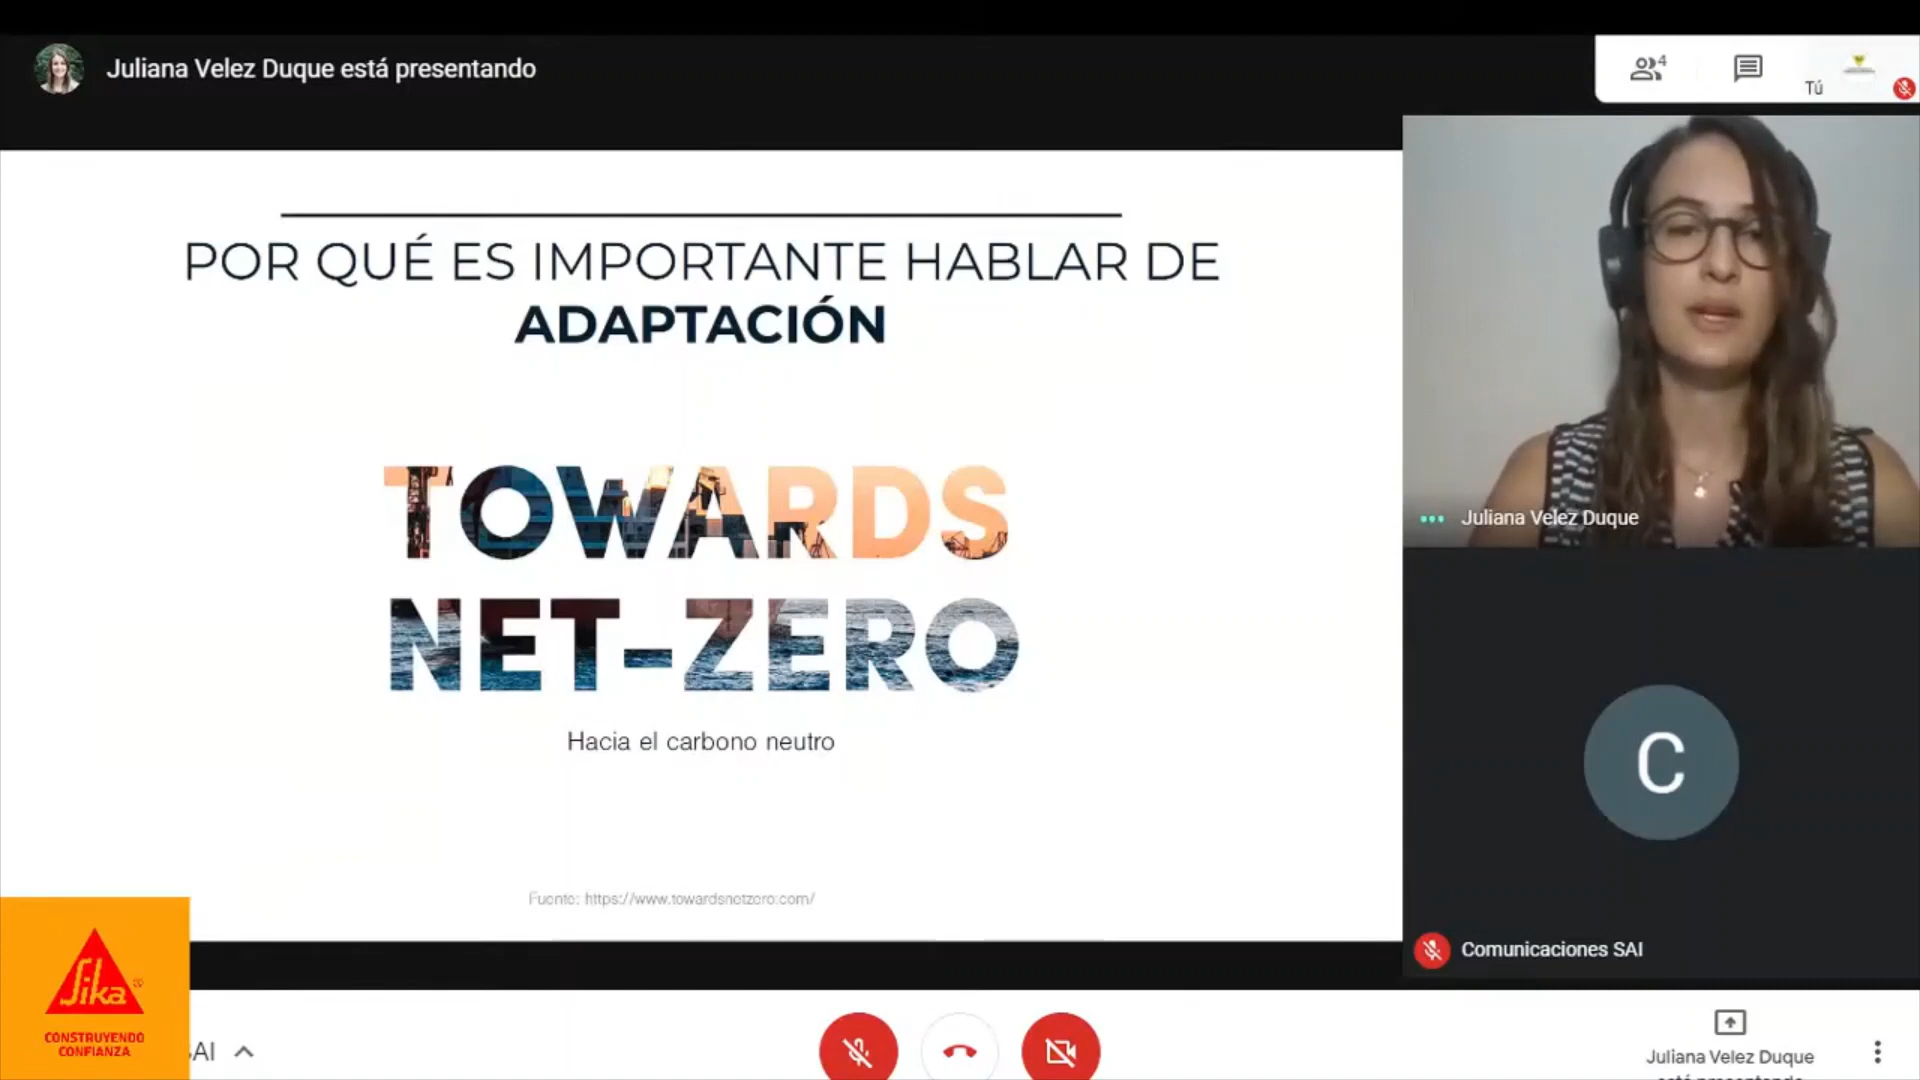 Juliana Velez Duque está presentando
4
Tú
POR QUÉ ES IMPORTANTE HABLAR DE
ADAPTACIÓN
TOWARDS
NET-ZERO
Hacia el carbono neutro
Fuente: https://www.towardsnetzero.com/
Juliana Velez Duque
C
Comunicaciones SAI
Sika®
CONSTRUYENDO
CONFIANZA
AI
Juliana Velez Duque